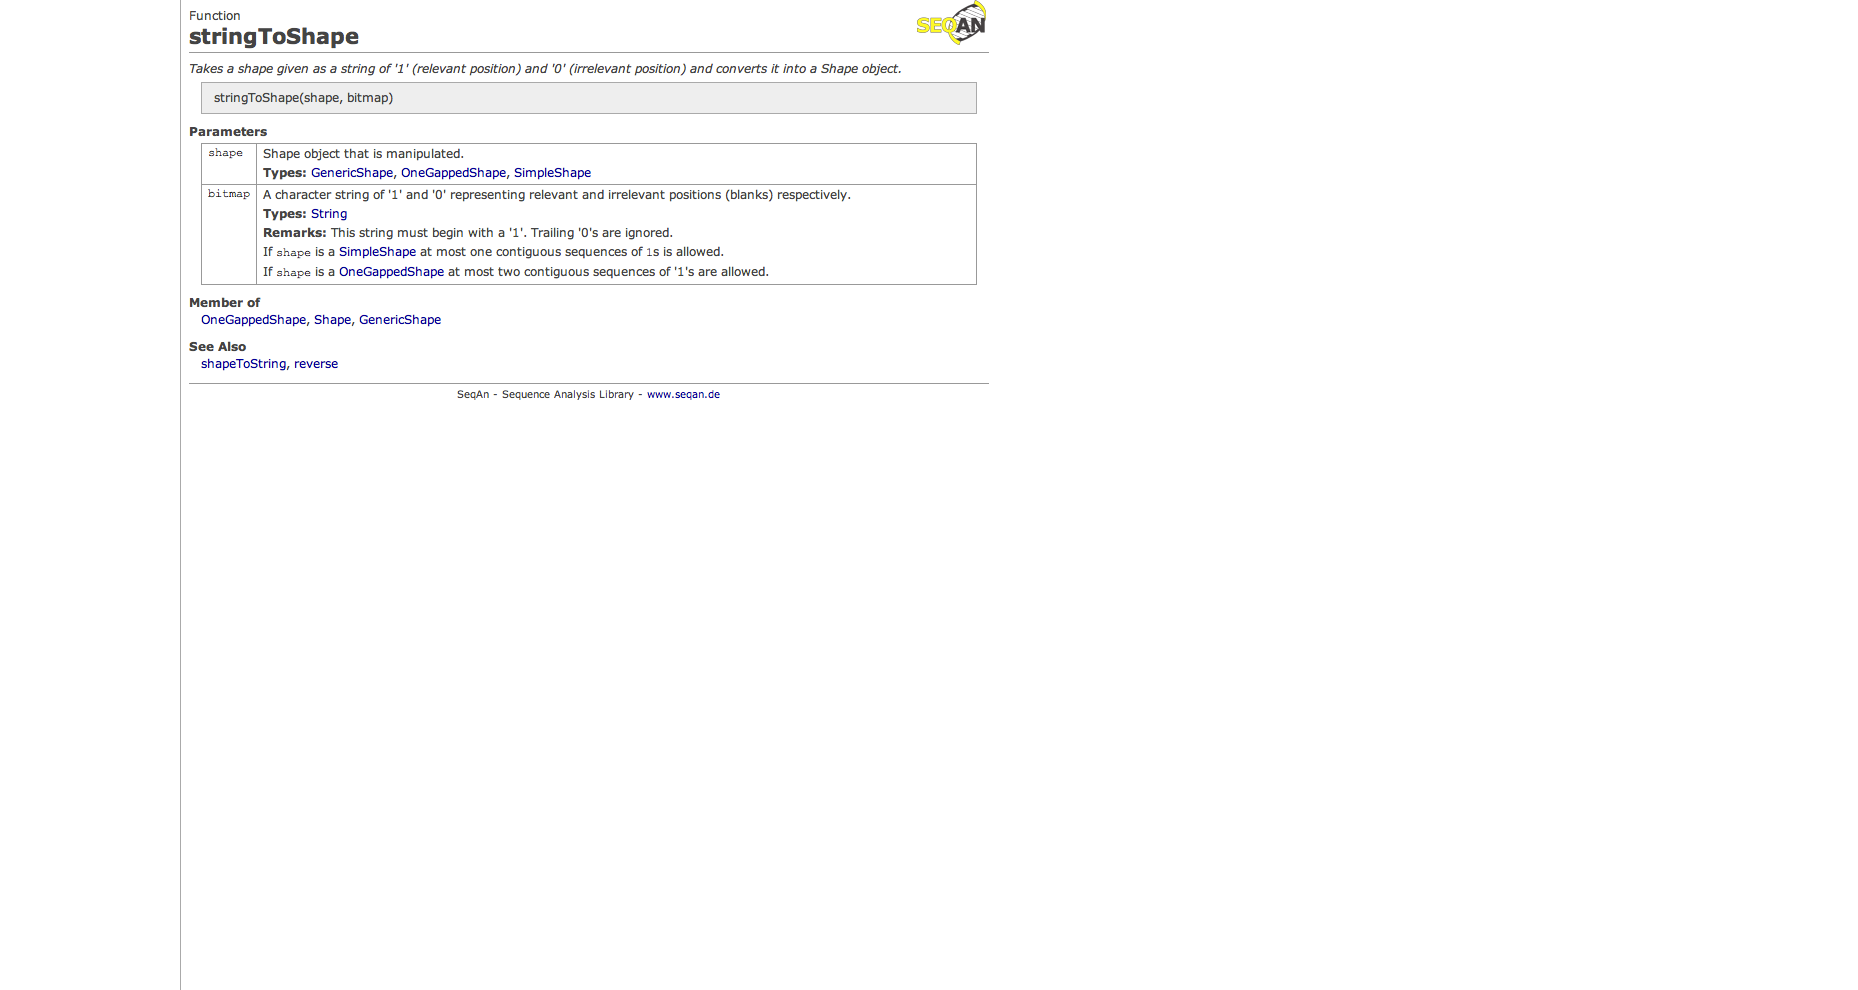 Function
SEQAN
stringToShape
Takes a shape given as a string of '1' (relevant position) and '0' (irrelevant position) and converts it into a Shape object.
stringToShape(shape, bitmap)
Parameters
shape
Shape object that is manipulated.
Types: GenericShape, OneGappedShape, SimpleShape
bitmap
A character string of '1' and '0' representing relevant and irrelevant positions (blanks) respectively.
Types: String
Remarks: This string must begin with a '1'. Trailing '0's are ignored.
If shape is a SimpleShape at most one contiguous sequences of 1s is allowed.
If shape is a OneGappedShape at most two contiguous sequences of '1's are allowed.
Member of
OneGappedShape, Shape, GenericShape
See Also
shapeToString, reverse
SeqAn - Sequence Analysis Library - www.seqan.de